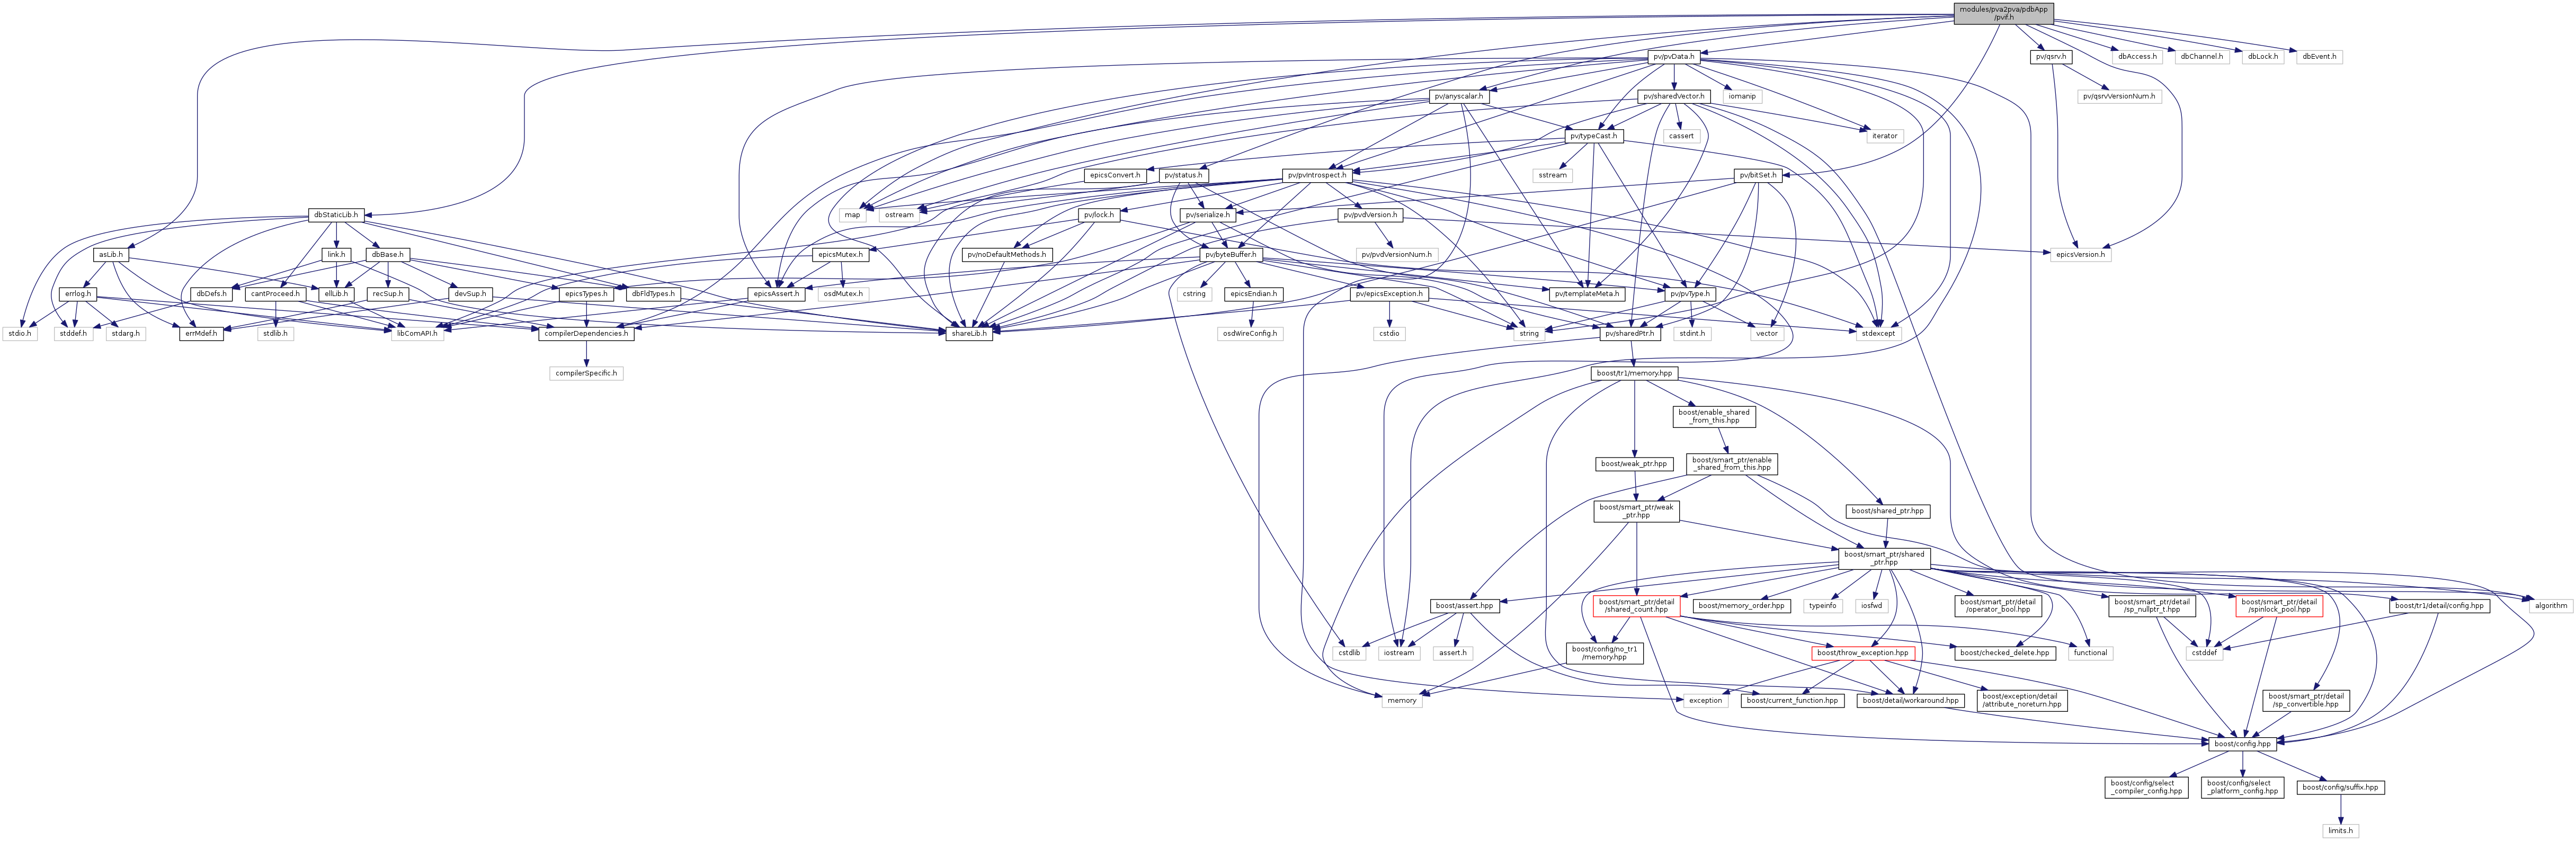 modules/pva2pva/pdbApp
/pvif.h
pv/pvData.h
pv/qsrv.h
dbAccess.h
dbChannel.h
dbLock.h
dbEvent.h
pv/anyscalar.h
pv/sharedVector.h
iomanip
pv/qsrvVersionNum.h
pv/typeCast.h
cassert
iterator
epicsConvert.h
pv/status.h
pv/pvIntrospect.h
sstream
pv/bitSet.h
dbStaticLib.h
map
ostream
pv/lock.h
pv/serialize.h
pv/pvdVersion.h
asLib.h
link.h
dbBase.h
epicsMutex.h
pv/noDefaultMethods.h
pv/byteBuffer.h
pv/pvdVersionNum.h
epicsVersion.h
errlog.h
dbDefs.h
cantProceed.h
ellLib.h
recSup.h
devSup.h
epicsTypes.h
dbFldTypes.h
epicsAssert.h
osdMutex.h
cstring
epicsEndian.h
pv/epicsException.h
pv/templateMeta.h
pv/pvType.h
stdio.h
stddef.h
stdarg.h
errMdef.h
stdlib.h
libComAPI.h
compilerDependencies.h
shareLib.h
osdWireConfig.h
cstdio
string
pv/sharedPtr.h
stdint.h
vector
stdexcept
compilerSpecific.h
boost/tr1/memory.hpp
boost/enable_shared
_from_this.hpp
boost/weak_ptr.hpp
boost/smart_ptr/enable
_shared_from_this.hpp
boost/smart_ptr/weak
_ptr.hpp
boost/shared_ptr.hpp
boost/smart_ptr/shared
_ptr.hpp
boost/assert.hpp
boost/smart_ptr/detail
/shared_count.hpp
boost/memory_order.hpp
typeinfo
iosfwd
boost/smart_ptr/detail
/operator_bool.hpp
boost/smart_ptr/detail
/sp_nullptr_t.hpp
boost/smart_ptr/detail
/spinlock_pool.hpp
boost/tr1/detail/config.hpp
algorithm
cstdlib
iostream
assert.h
boost/config/no_tr1
/memory.hpp
boost/throw_exception.hpp
boost/checked_delete.hpp
functional
cstddef
memory
exception
boost/current_function.hpp
boost/detail/workaround.hpp
boost/exception/detail
/attribute_noreturn.hpp
boost/smart_ptr/detail
/sp_convertible.hpp
boost/config.hpp
boost/config/select
_compiler_config.hpp
boost/config/select
_platform_config.hpp
boost/config/suffix.hpp
limits.h